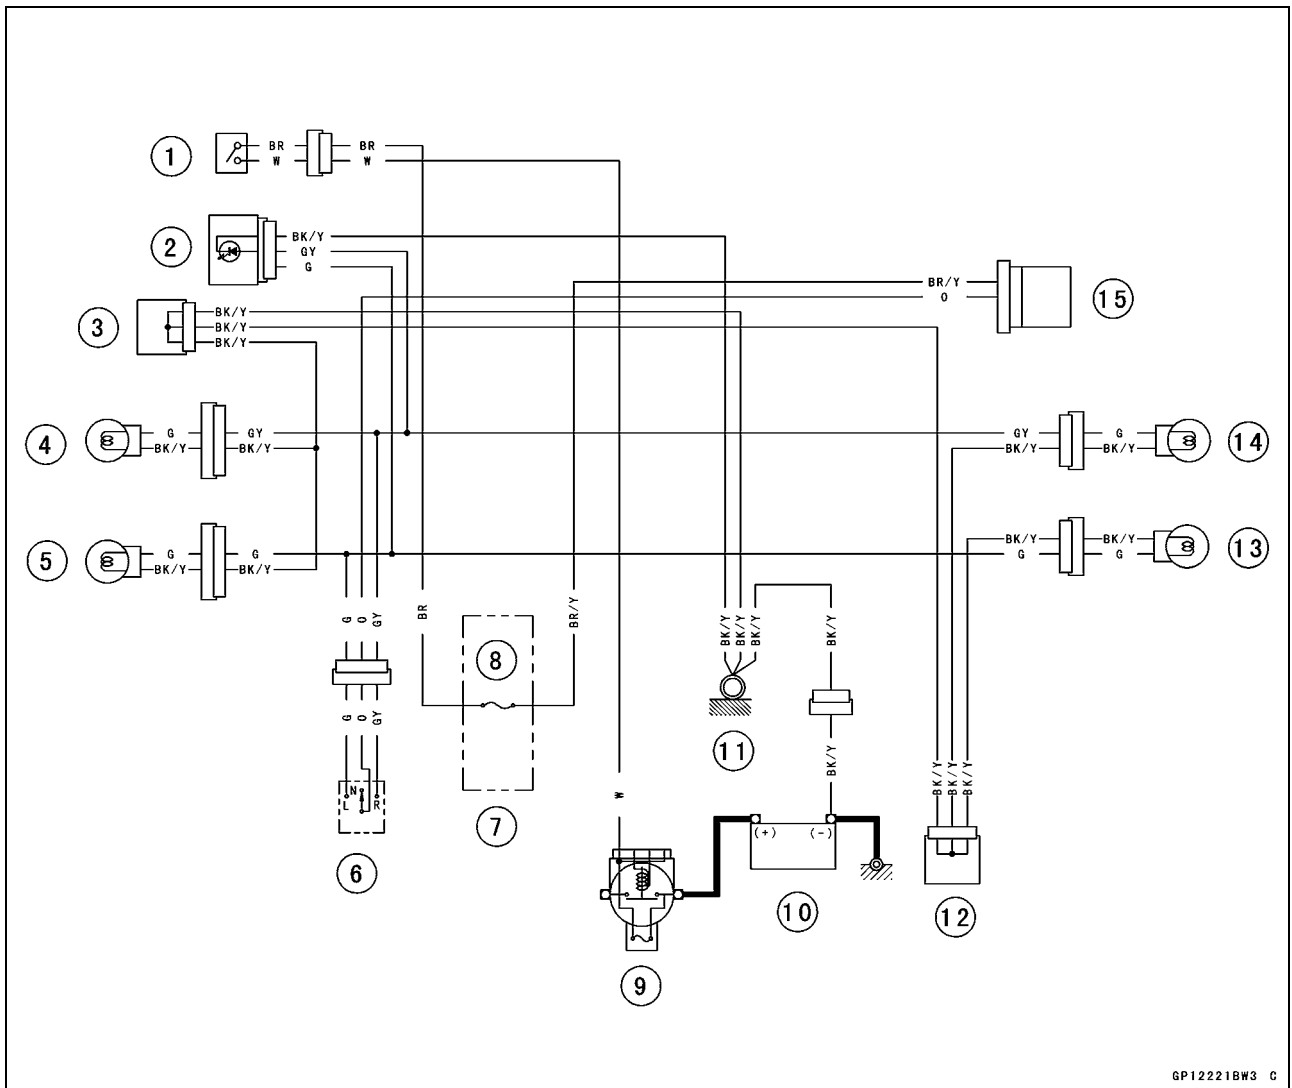 1 BR BR
W W
2 BK/Y
GY
G
BR/Y
O 15
3 BK/Y
BK/Y
BK/Y
4 G GY GY G 14
BK/Y BK/Y BK/Y BK/Y
BK/Y BK/Y 13
5 G G G G
BK/Y BK/Y
G O GY BR BR/Y BK/Y BK/Y BK/Y BK/Y
8
G O GY
11
BK/Y
BK/Y BK/Y BK/Y
N
L R
W
7
(+) (-)
6
10 12
9
GP12221BW3 C